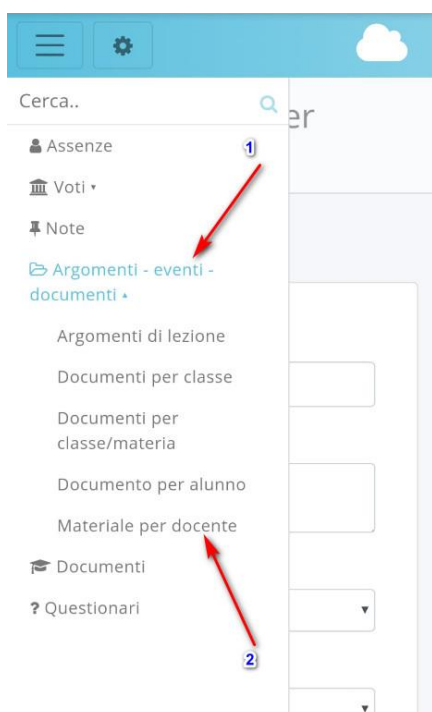 Cerca..
er
Assenze
1
Voti
Note
Argomenti - eventi -
documenti
Argomenti di lezione
Documenti per classe
Documenti per
classe/materia
Documento per alunno
Materiale per docente
Documenti
? Questionari
2